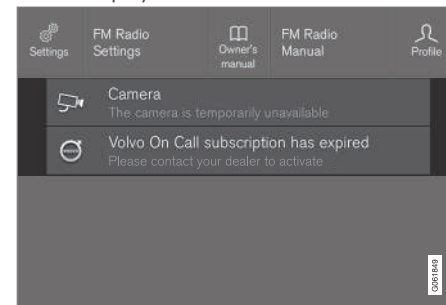 Settings
FM Radio
Settings
Owner's
manual
FM Radio
Manual
Profile
Camera
The camera is temporarily unavailable
Volvo On Call subscription has expired
Please contact your dealer to activate
G061849